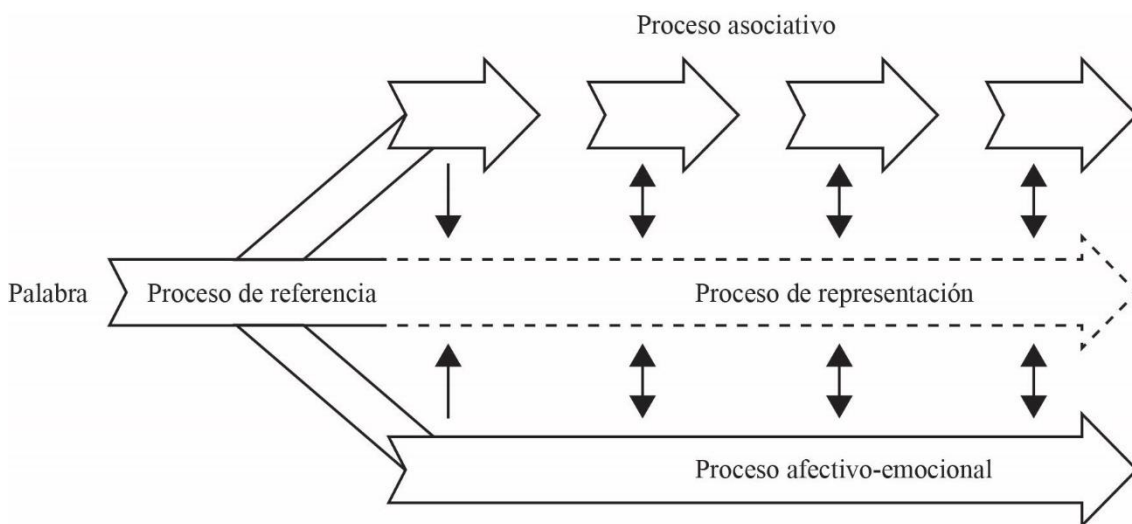 Proceso asociativo
Palabra
Proceso de referencia
Proceso de representación
Proceso afectivo-emocional